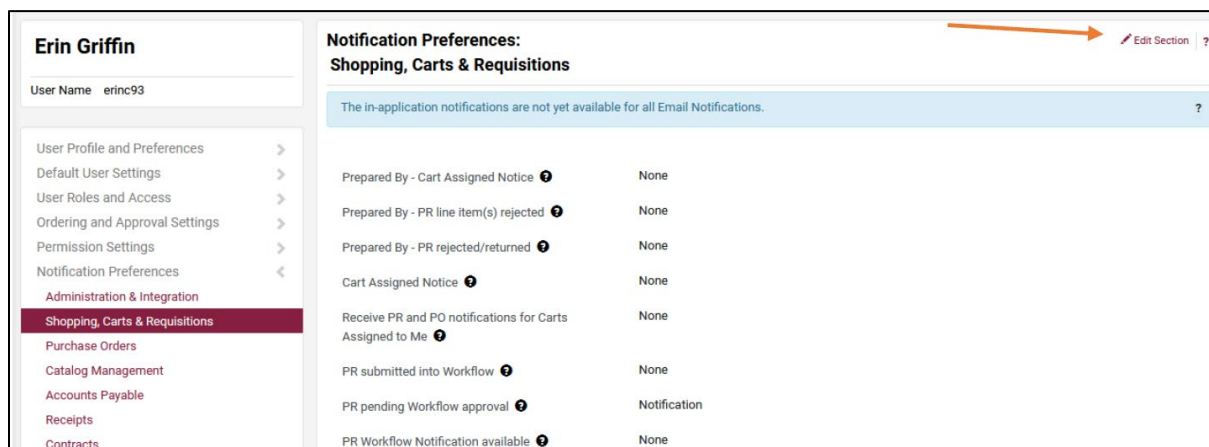 Erin Griffin
User Name erinc93
User Profile and Preferences
Default User Settings
User Roles and Access
Ordering and Approval Settings
Permission Settings
Notification Preferences
Administration & Integration
Shopping, Carts & Requisitions
Purchase Orders
Catalog Management
Accounts Payable
Receipts
Contracts
Notification Preferences:
Shopping, Carts & Requisitions
Edit Section ?
The in-application notifications are not yet available for all Email Notifications. ?
Prepared By - Cart Assigned Notice ? None
Prepared By - PR line item(s) rejected ? None
Prepared By - PR rejected/returned ? None
Cart Assigned Notice ? None
Receive PR and PO notifications for Carts None
Assigned to Me ?
PR submitted into Workflow ? None
PR pending Workflow approval ? Notification
PR Workflow Notification available ? None